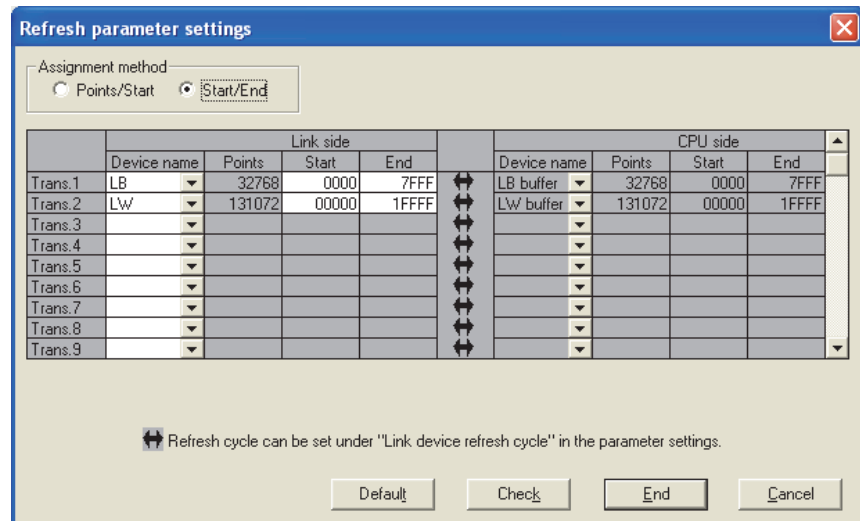 Refresh parameter settings
Assignment method
Points/Start Start/End
Link side CPU side
Device name Points Start End Device name Points Start End
Trans.1 LB 32768 0000 7FFF LB buffer 32768 0000 7FFF
Trans.2 LW 131072 00000 1FFFF LW buffer 131072 00000 1FFFF
Trans.3
Trans.4
Trans.5
Trans.6
Trans.7
Trans.8
Trans.9
Refresh cycle can be set under "Link device refresh cycle" in the parameter settings.
Default Check End Cancel